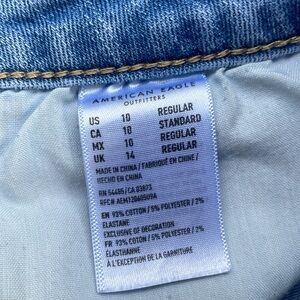 AMERICAN EAGLE
OUTFITTERS
US 10 REGULAR
CA 10 STANDARD
MX 10 REGULAR
UK 14 REGULAR
MADE IN CHINA / FABRIQUÉ EN CHINE /
HECHO EN CHINA
RN 54485/CA 03873
EN 93% COTTON / 5% POLYESTER / 2%
ELASTANE
EXCLUSIVE OF DECORATION
FR 93% COTON / 5% POLYESTER / 2%
ÉLASTHANNE
À L'EXCEPTION DE LA GARNITURE